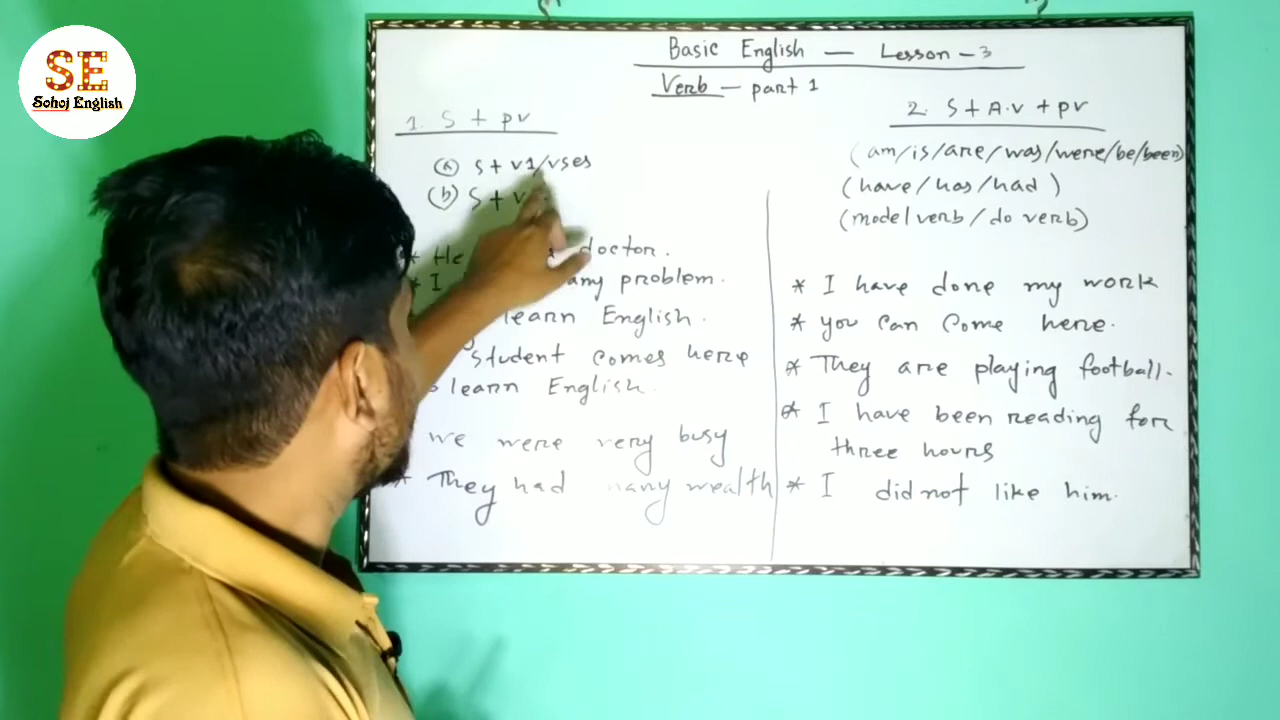 SE
Sohoj English
Basic English — Lesson - 3
Verb — part 1
1. S + pv
(a) S + v1/vses
(b) S + v
* He doctor.
* I any problem.
learn English.
student comes here
learn English.
we were very busy
* They had many wealth
2. S + A.v + pv
(am/is/are/was/were/be/been)
(have/has/had)
(model verb/do verb)
* I have done my work
* you can come here.
* They are playing football.
* I have been reading for
three hours
* I did not like him.